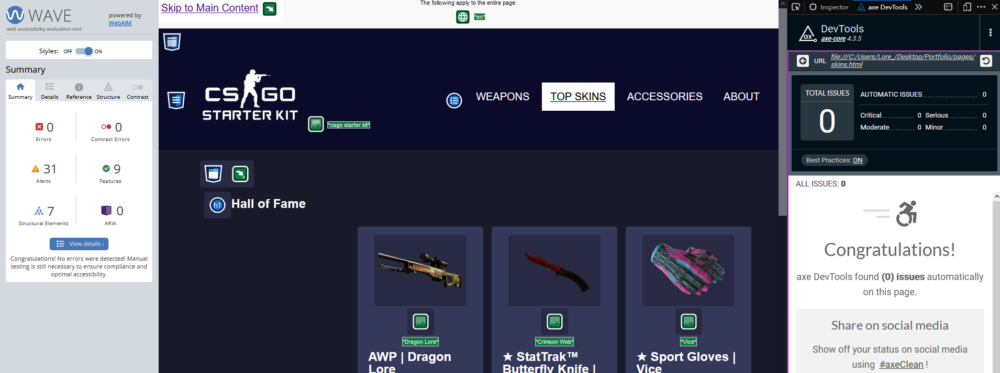 WAVE
web accessibility evaluation tool
powered by
WebAIM
Styles: OFF ON
Summary
Summary Details Reference Structure Contrast
0 0
Errors Contrast Errors
31 9
Alerts Features
7 0
Structural Elements ARIA
View details ›
Congratulations! No errors were detected! Manual
testing is still necessary to ensure compliance and
optimal accessibility.
Skip to Main Content
The following apply to the entire page:
*en*
CS GO
STARTER KIT
*csgo starter kit*
WEAPONS TOP SKINS ACCESSORIES ABOUT
h1 Hall of Fame
*Dragon Lore* *Crimson Web* *Vice*
AWP | Dragon
Lore
★ StatTrak™
Butterfly Knife |
★ Sport Gloves |
Vice
Inspector axe DevTools
ax DevTools
axe-core 4.3.5
URL file:///C:/Users/Lore_/Desktop/Portfolio/pages/
skins.html
TOTAL ISSUES
0
AUTOMATIC ISSUES 0
Critical 0 Serious 0
Moderate 0 Minor 0
Best Practices: ON
ALL ISSUES: 0
Congratulations!
axe DevTools found (0) issues automatically
on this page.
Share on social media
Show off your status on social media
using #axeClean !